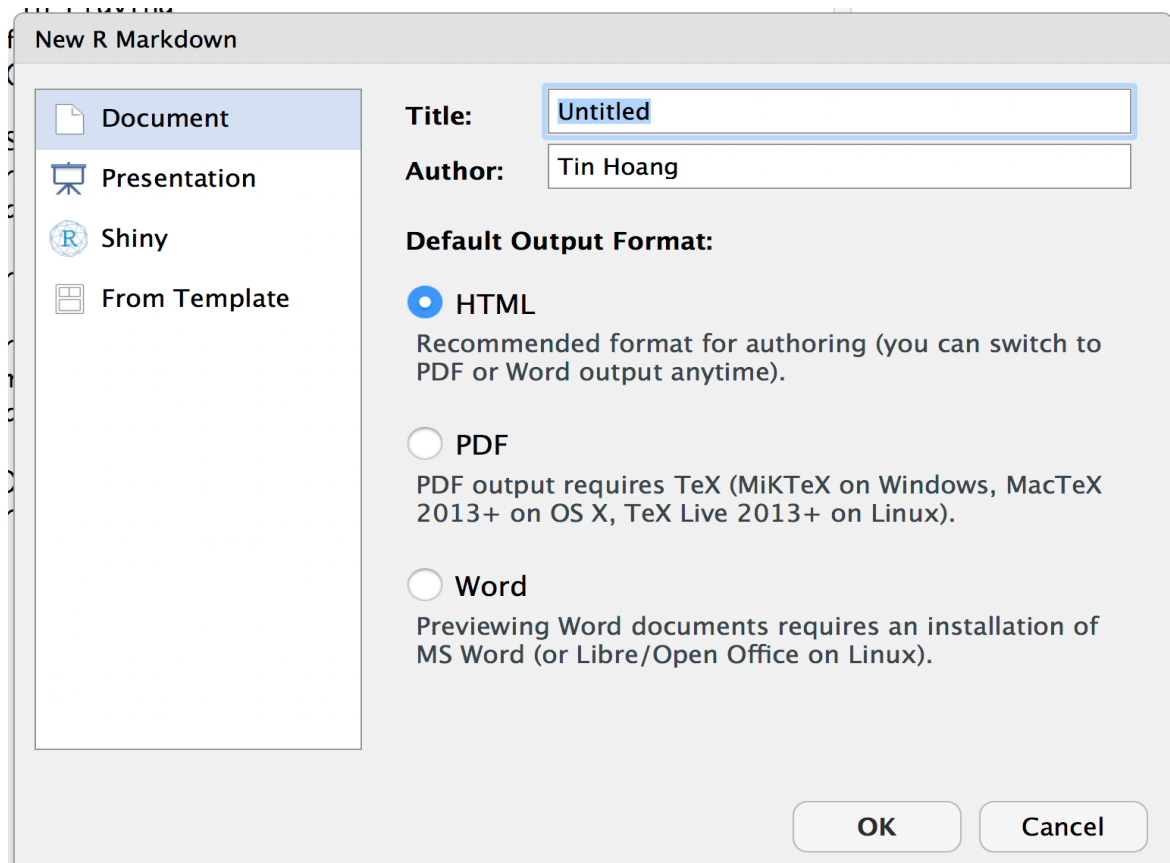 New R Markdown
Document
Presentation
R
Shiny
From Template
Title:
Untitled
Author:
Tin Hoang
Default Output Format:
HTML
Recommended format for authoring (you can switch to
PDF or Word output anytime).
PDF
PDF output requires TeX (MiKTeX on Windows, MacTeX
2013+ on OS X, TeX Live 2013+ on Linux).
Word
Previewing Word documents requires an installation of
MS Word (or Libre/Open Office on Linux).
OK
Cancel